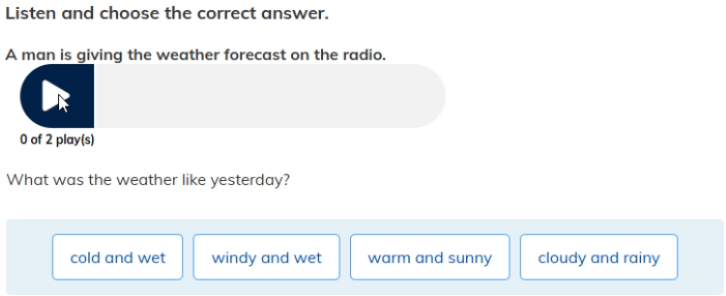 Listen and choose the correct answer.
A man is giving the weather forecast on the radio.
0 of 2 play(s)
What was the weather like yesterday?
cold and wet
windy and wet
warm and sunny
cloudy and rainy